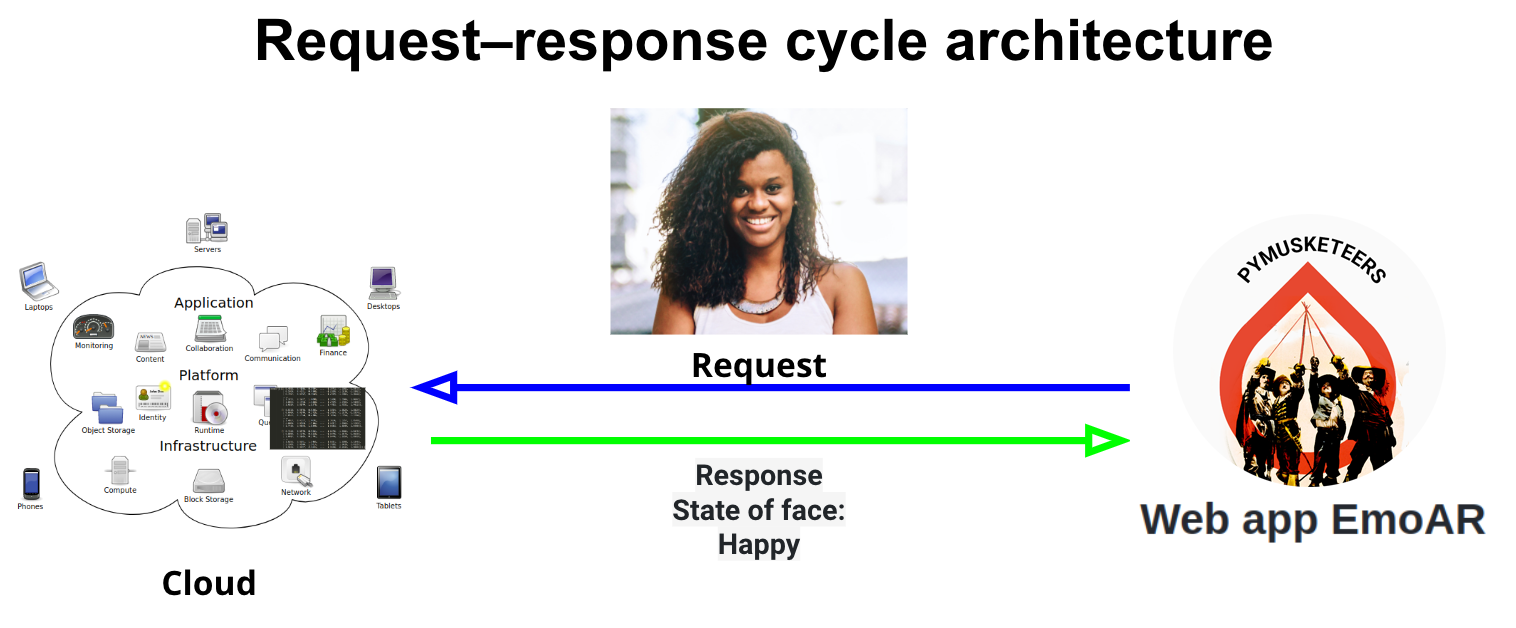 Request–response cycle architecture
Servers
Laptops
Desktops
Application
Monitoring
Content
Collaboration
Communication
Finance
Platform
Object Storage
Identity
Runtime
Infrastructure
Compute
Block Storage
Network
Phones
Tablets
Cloud
Request
Response
State of face:
Happy
PYMUSKETEERS
Web app EmoAR